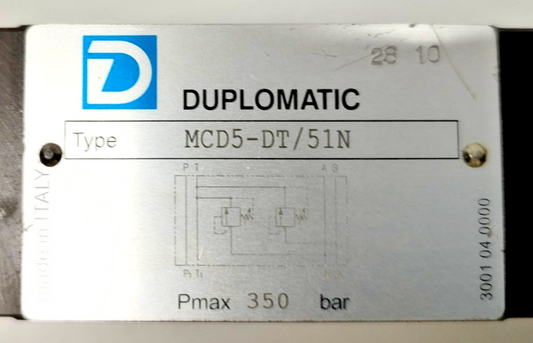 28 10
D
DUPLOMATIC
Type MCD5-DT/51N
P T A B
Made in ITALY
3001 04 0000
Pmax 350 bar